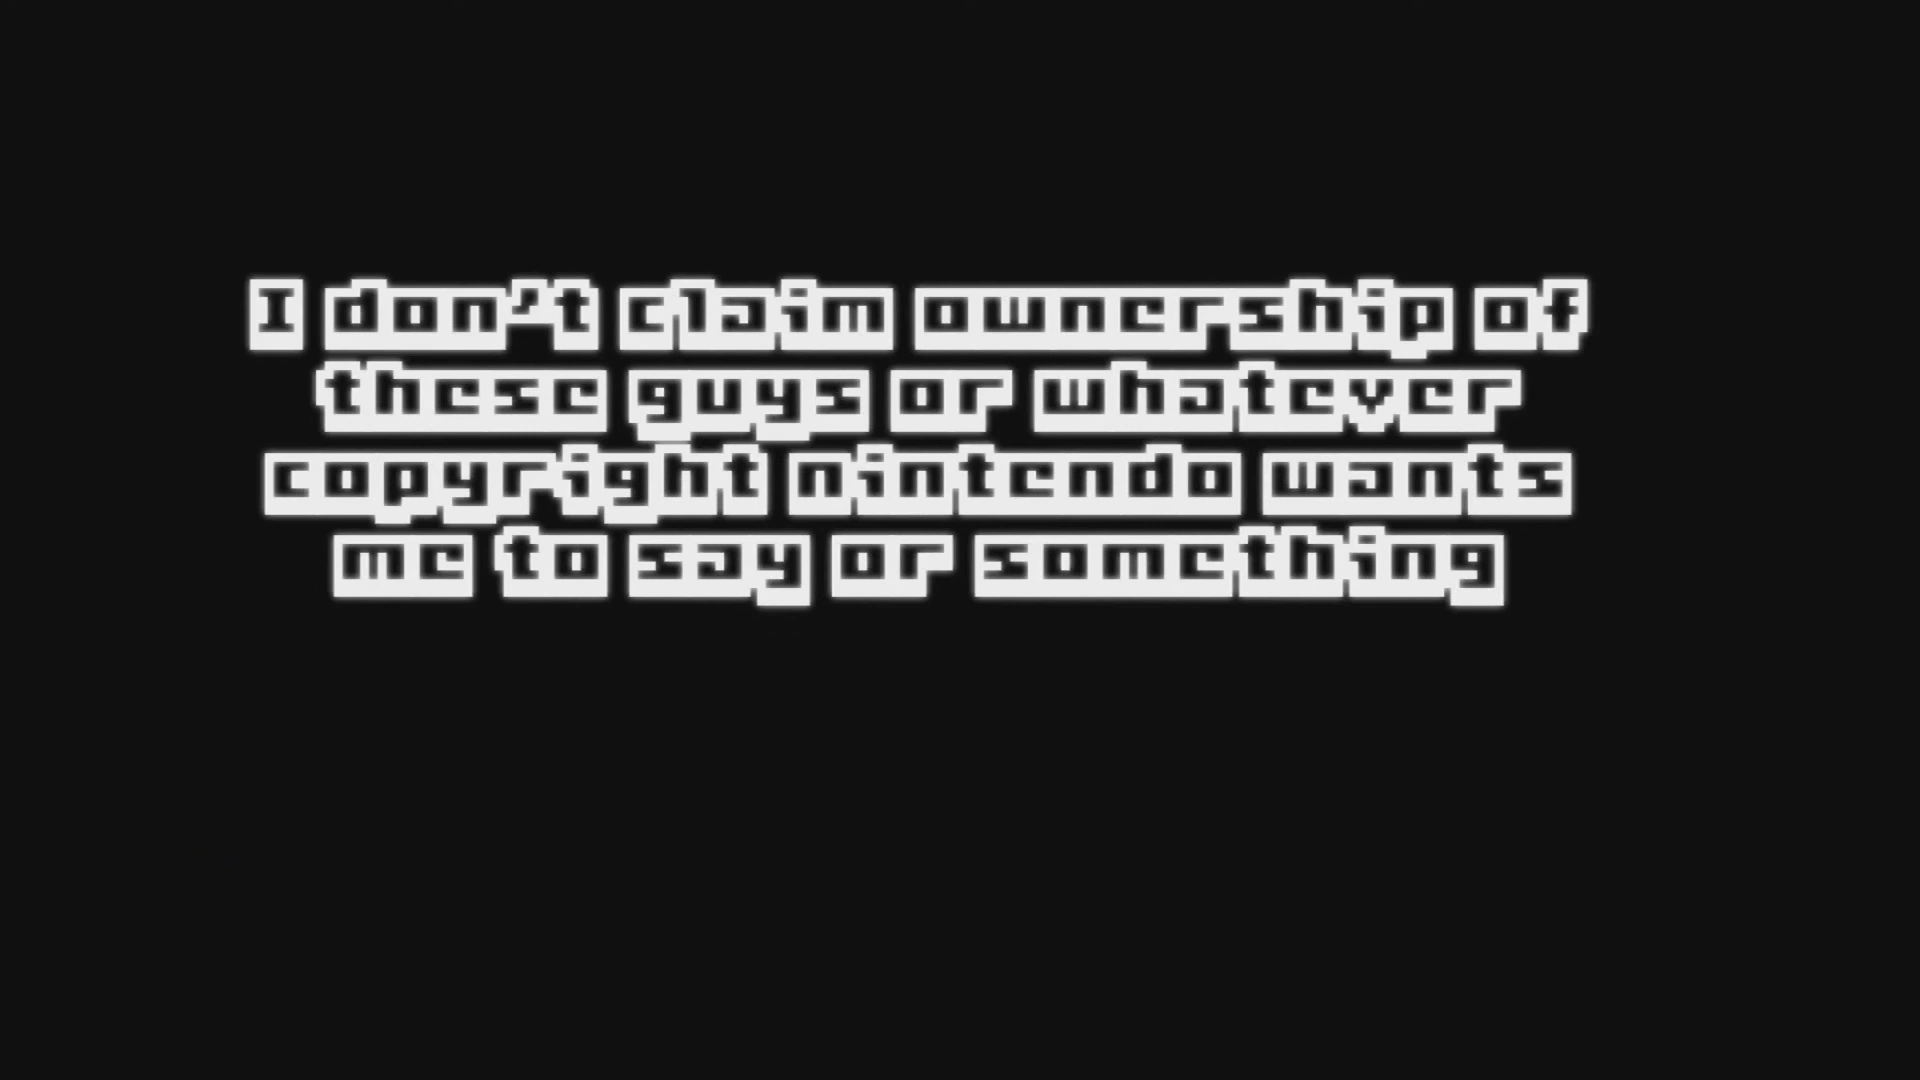 I don't claim ownership of
these guys or whatever
copyright nintendo wants
me to say or something